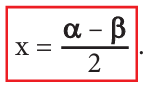 x = (α − β)/2.